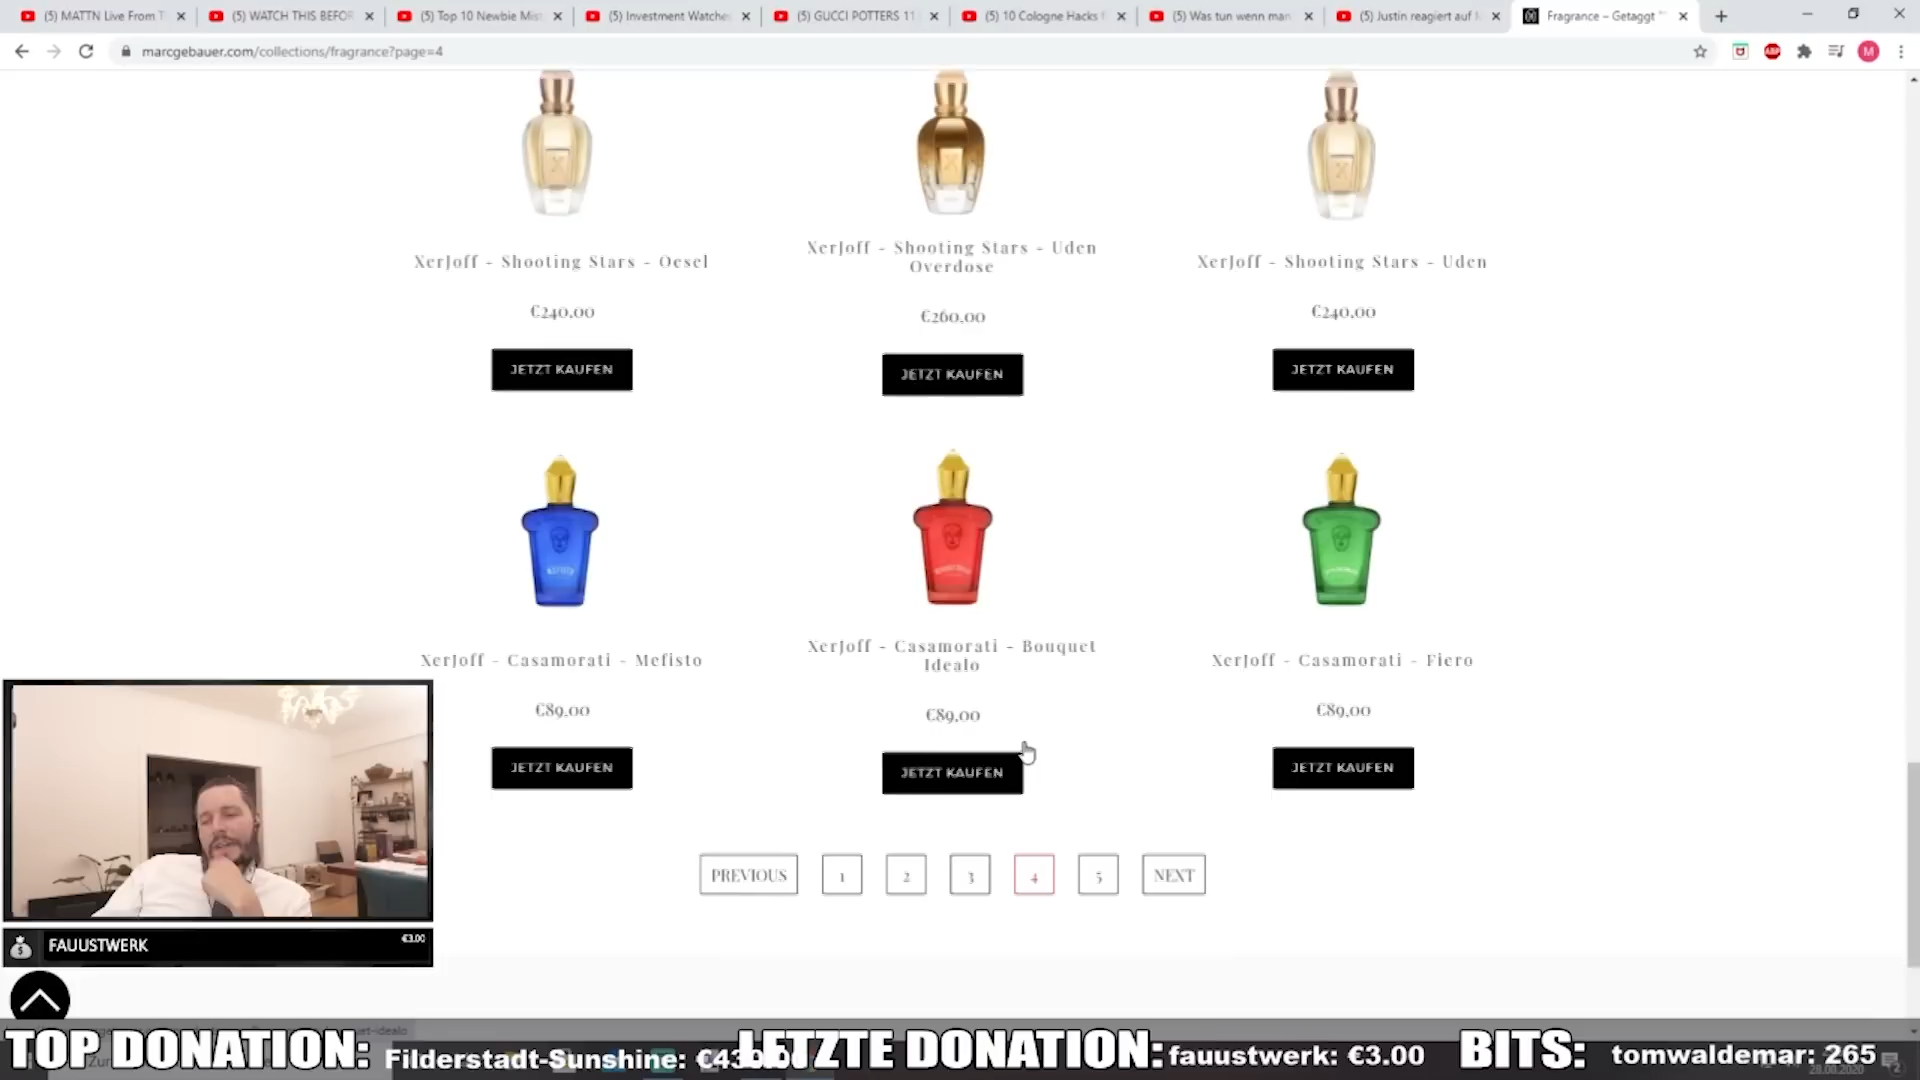 (5) MATTN Live From T
(5) WATCH THIS BEFOR
(5) Top 10 Newbie Mis
(5) Investment Watches
(5) GUCCI POTTERS 11
(5) 10 Cologne Hacks
(5) Was tun wenn man
(5) Justin reagiert auf
Fragrance – Getaggt "
marcgebauer.com/collections/fragrance?page=4
ABP
M
XerJoff - Shooting Stars - Oesel
€240,00
JETZT KAUFEN
XerJoff - Shooting Stars - Uden
Overdose
€260,00
JETZT KAUFEN
XerJoff - Shooting Stars - Uden
€240,00
JETZT KAUFEN
XerJoff - Casamorati - Mefisto
€89,00
JETZT KAUFEN
XerJoff - Casamorati - Bouquet
Idealo
€89,00
JETZT KAUFEN
XerJoff - Casamorati - Fiero
€89,00
JETZT KAUFEN
PREVIOUS 1 2 3 4 5 NEXT
FAUUSTWERK €3.00
TOP DONATION: Filderstadt-Sunshine: LETZTE DONATION: fauustwerk: €3.00 BITS: tomwaldemar: 265
28.08.2020